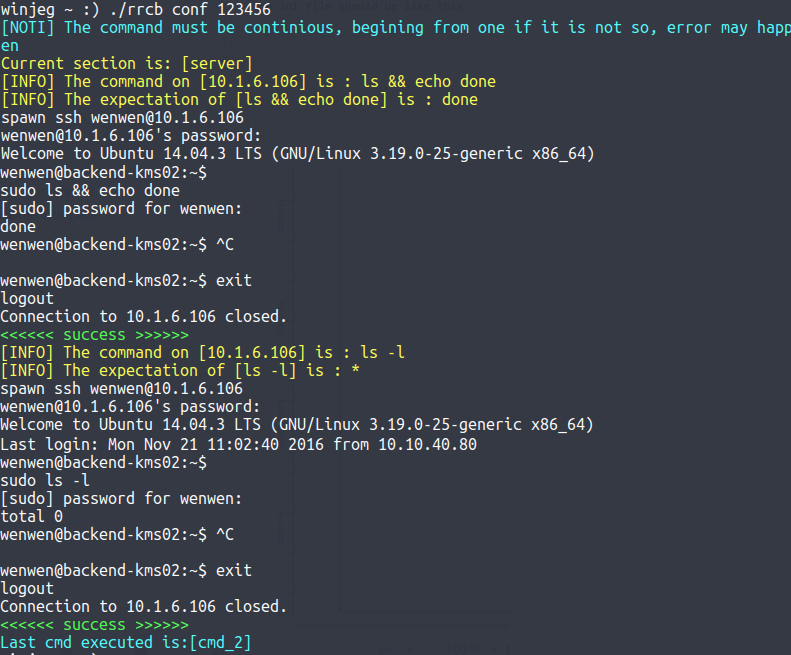 winjeg ~ :) ./rrcb conf 123456
[NOTI] The command must be continious, begining from one if it is not so, error may happ
en
Current section is: [server]
[INFO] The command on [10.1.6.106] is : ls && echo done
[INFO] The expectation of [ls && echo done] is : done
spawn ssh wenwen@10.1.6.106
wenwen@10.1.6.106's password:
Welcome to Ubuntu 14.04.3 LTS (GNU/Linux 3.19.0-25-generic x86_64)
wenwen@backend-kms02:~$
sudo ls && echo done
[sudo] password for wenwen:
done
wenwen@backend-kms02:~$ ^C
wenwen@backend-kms02:~$ exit
logout
Connection to 10.1.6.106 closed.
<<<<<< success >>>>>>
[INFO] The command on [10.1.6.106] is : ls -l
[INFO] The expectation of [ls -l] is : *
spawn ssh wenwen@10.1.6.106
wenwen@10.1.6.106's password:
Welcome to Ubuntu 14.04.3 LTS (GNU/Linux 3.19.0-25-generic x86_64)
Last login: Mon Nov 21 11:02:40 2016 from 10.10.40.80
wenwen@backend-kms02:~$
sudo ls -l
[sudo] password for wenwen:
total 0
wenwen@backend-kms02:~$ ^C
wenwen@backend-kms02:~$ exit
logout
Connection to 10.1.6.106 closed.
<<<<<< success >>>>>>
Last cmd executed is:[cmd_2]